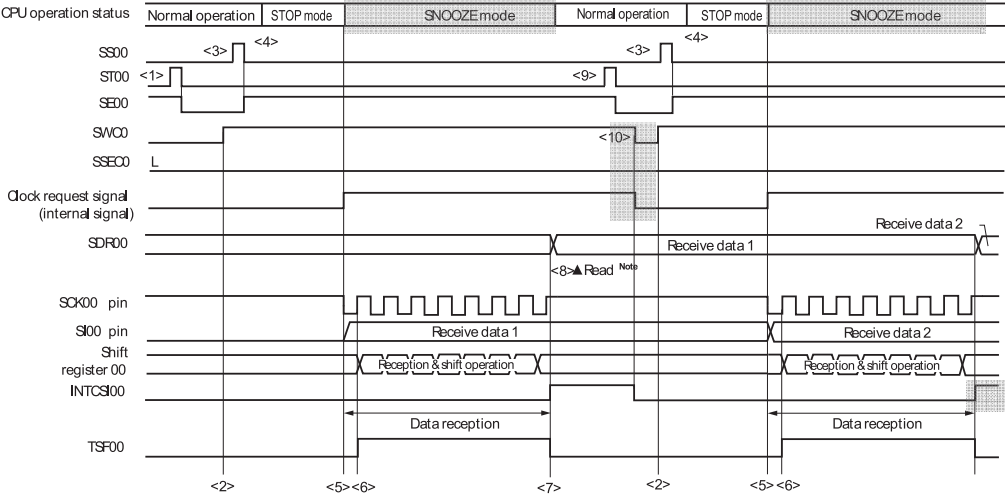 CPU operation status Normal operation STOP mode SNOOZE mode Normal operation STOP mode SNOOZE mode
<3> <4> <3> <4>
SS00
ST00 <1> <9>
SE00
SWC0 <10>
SSEC0 L
Clock request signal
(internal signal)
Receive data 2
SDR00 Receive data 1
<8>▲Read Note
SCK00 pin
SI00 pin Receive data 1 Receive data 2
Shift
register 00 Reception & shift operation Reception & shift operation
INTCSI00
Data reception Data reception
TSF00
<2> <5><6> <7> <2> <5><6>